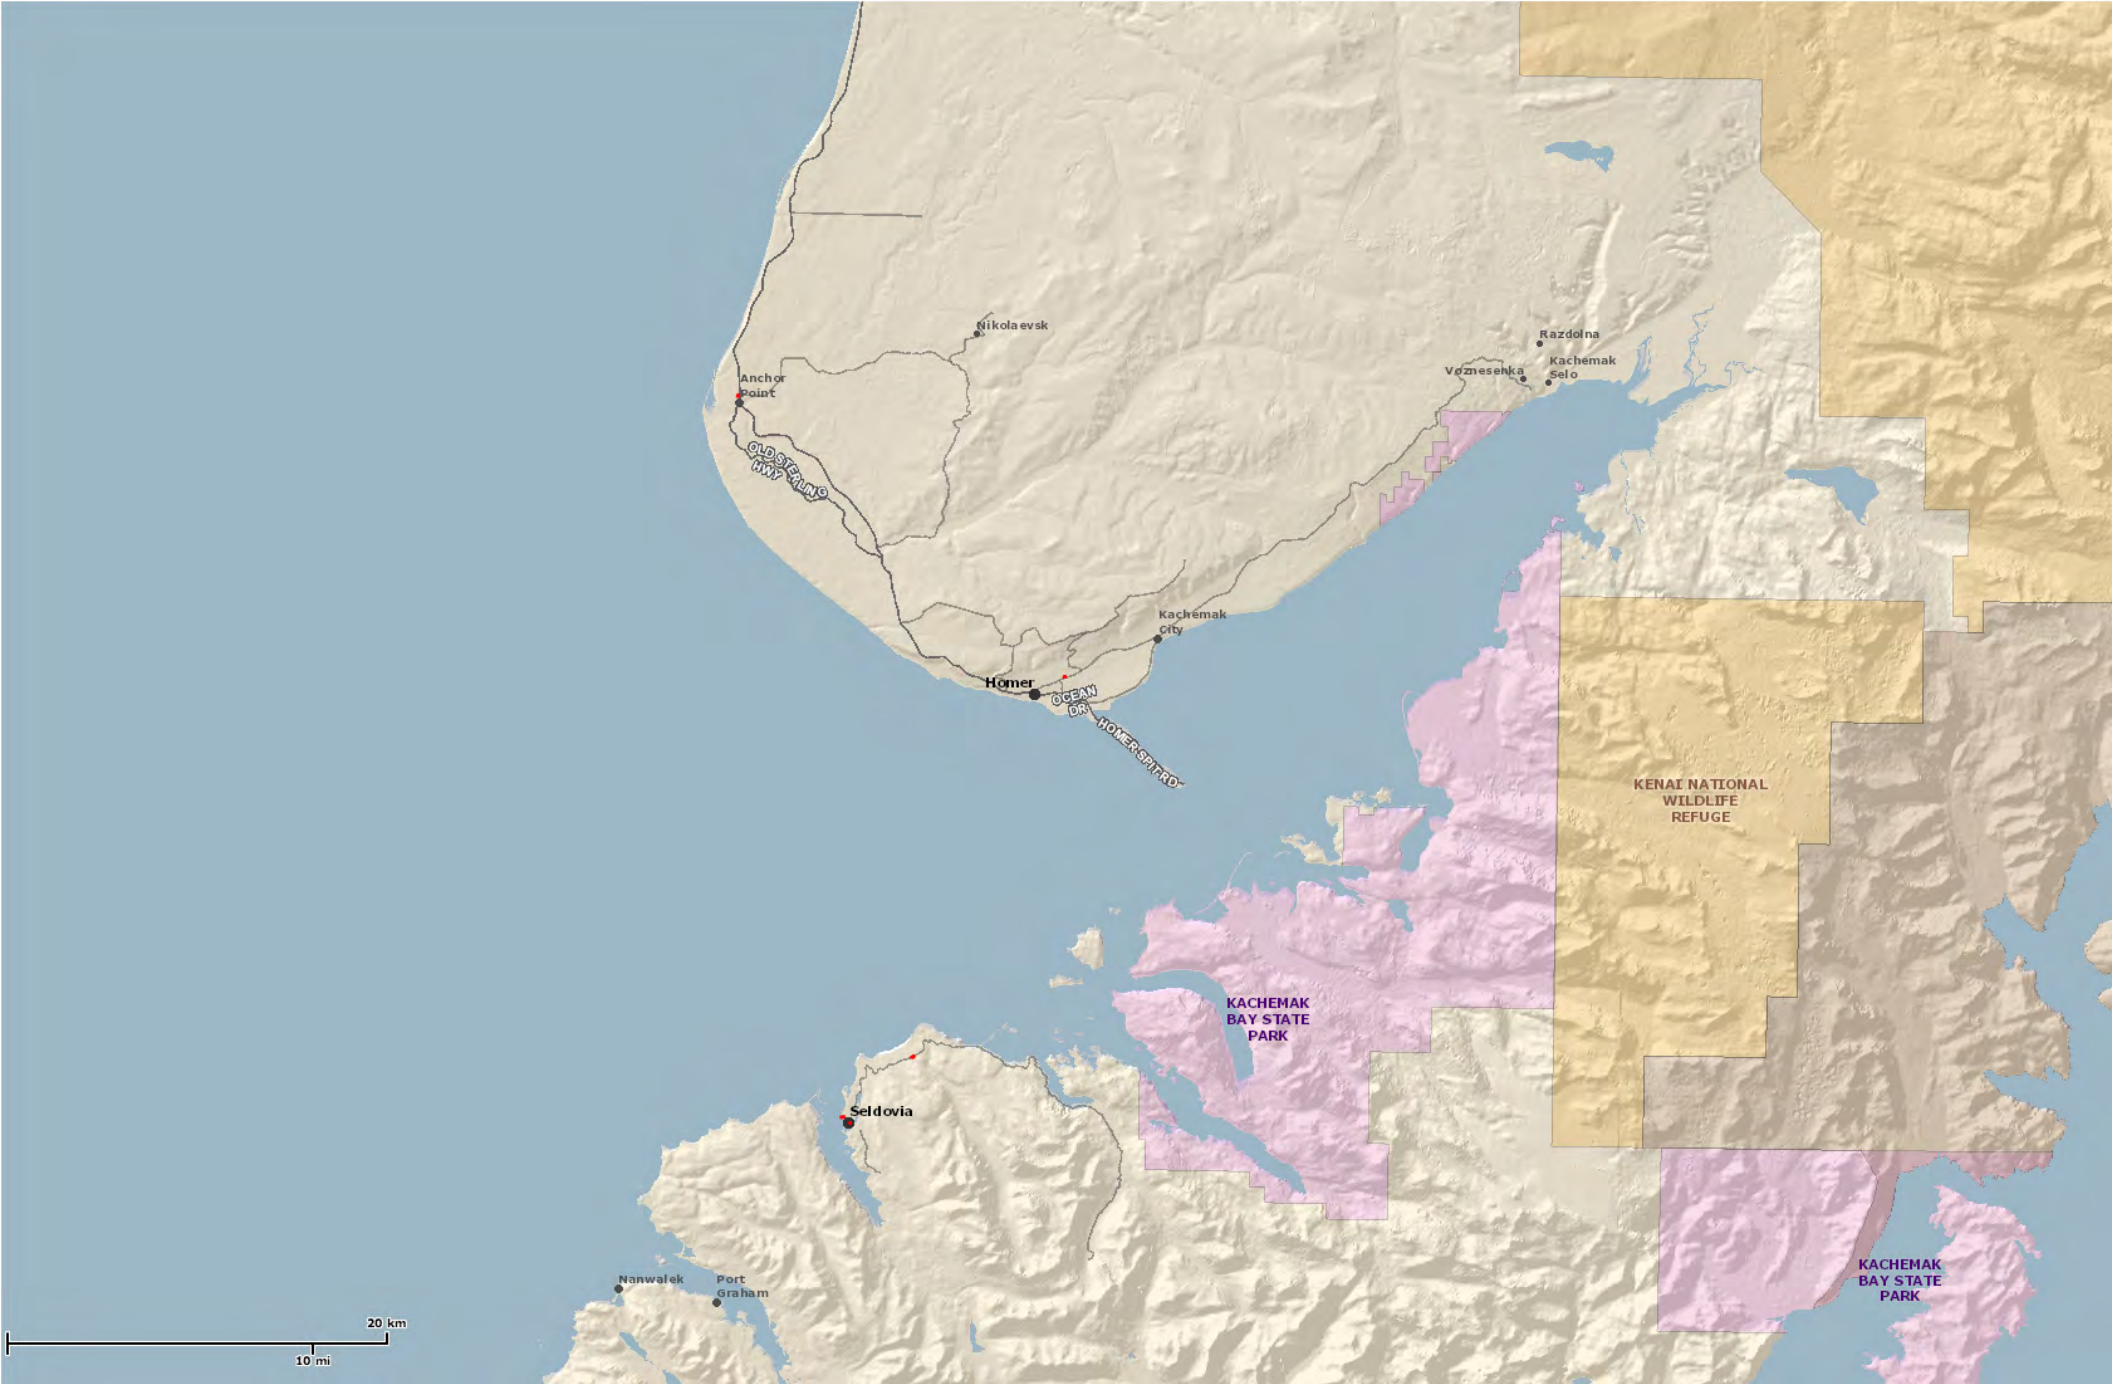 Nikolaevsk
Razdolna
Kachemak
Selo
Voznesenka
Anchor
Point
OLD STERLING
HWY
Kachemak
City
Homer
OCEAN
DR
HOMER SPIT RD
KENAI NATIONAL
WILDLIFE
REFUGE
KACHEMAK
BAY STATE
PARK
Seldovia
KACHEMAK
BAY STATE
PARK
Nanwalek
Port
Graham
20 km
10 mi